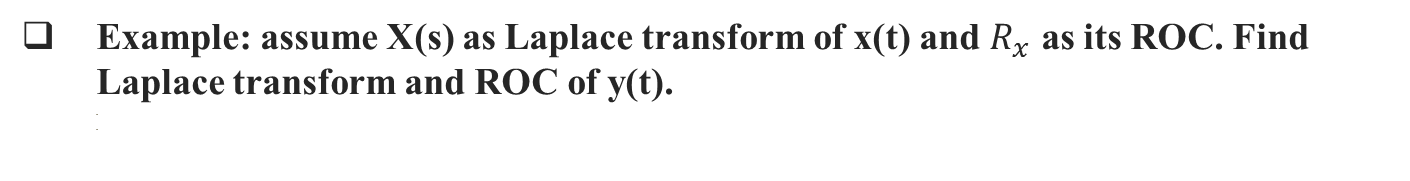 ❑ Example: assume X(s) as Laplace transform of x(t) and Rₓ as its ROC. Find
Laplace transform and ROC of y(t).